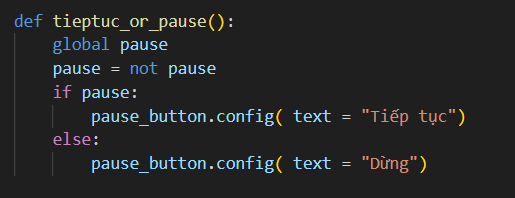 def tieptuc_or_pause():
    global pause
    pause = not pause
    if pause:
        pause_button.config( text = "Tiếp tục")
    else:
        pause_button.config( text = "Dừng")